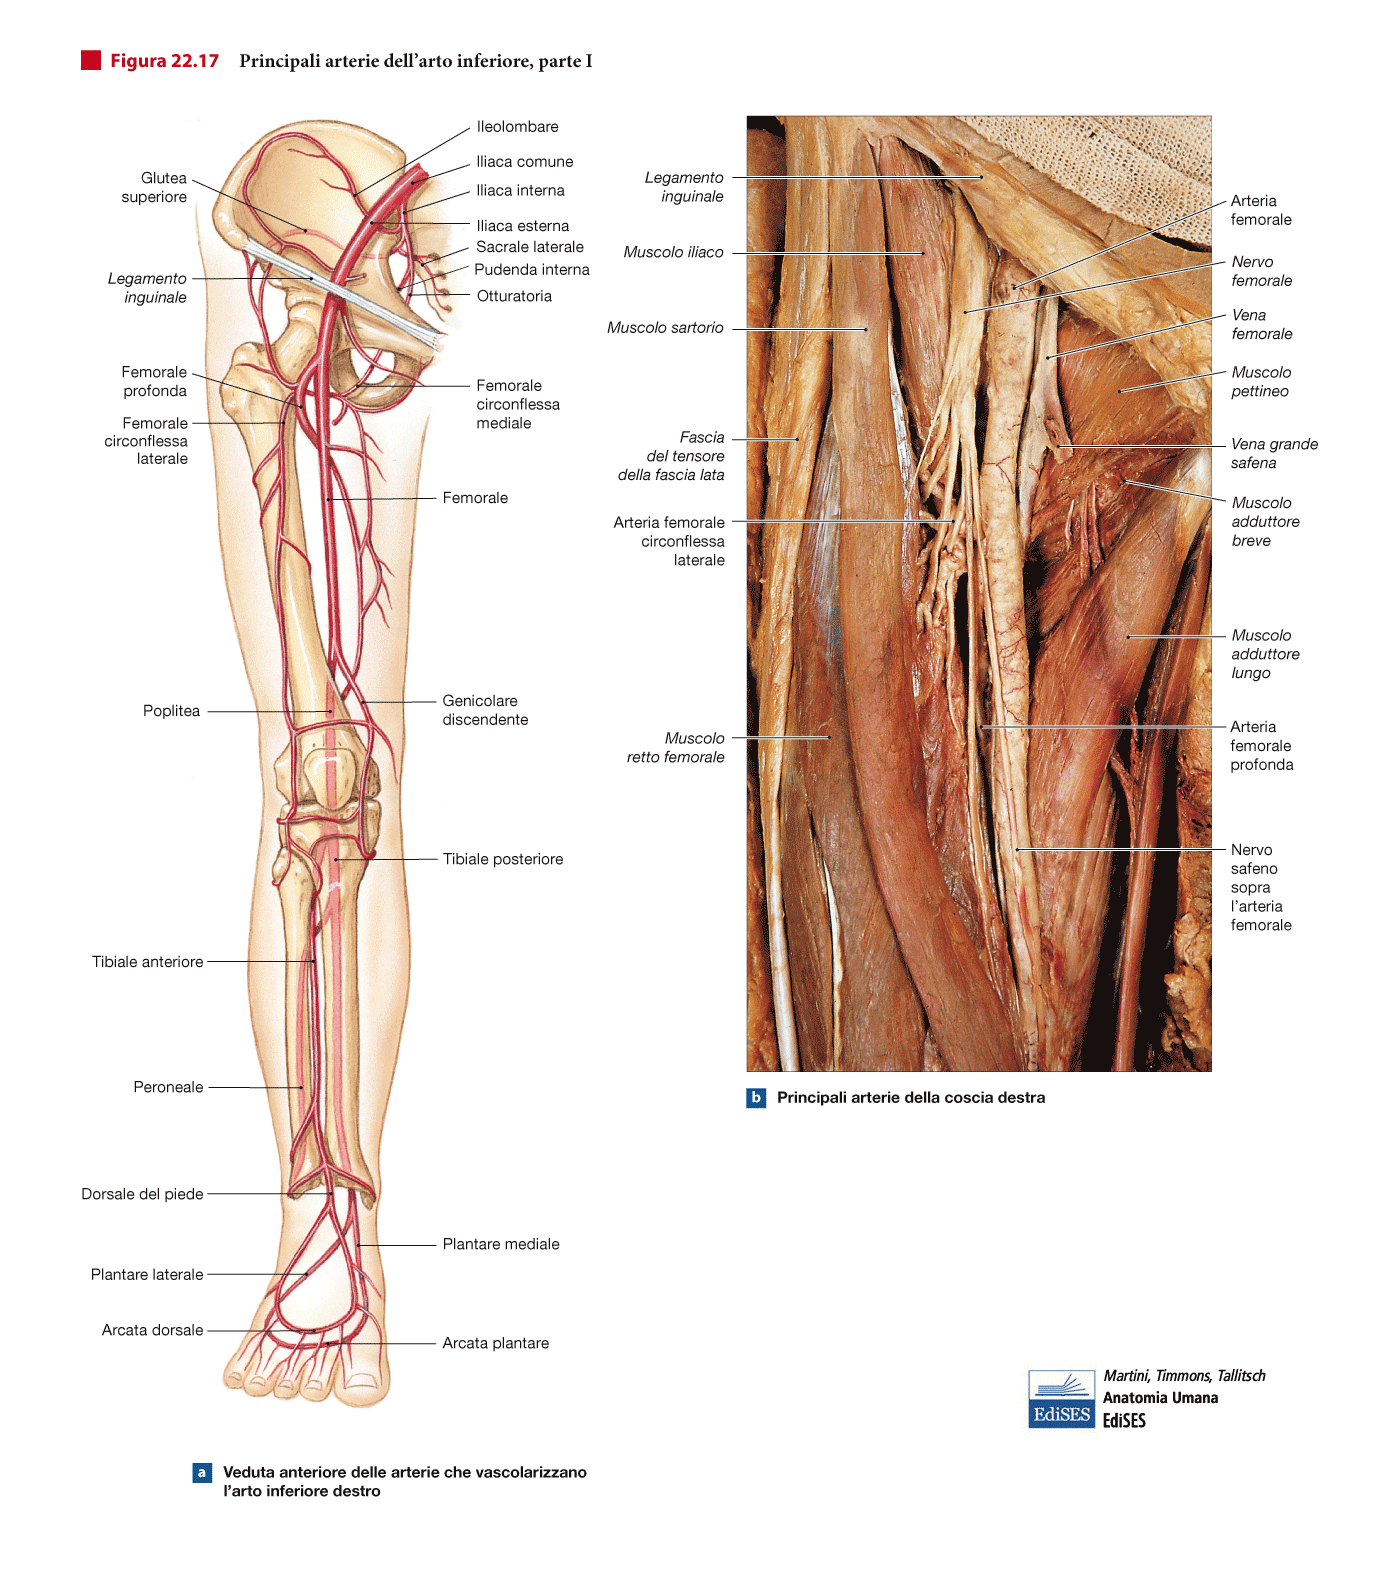 Figura 22.17 Principali arterie dell'arto inferiore, parte I
Ileolombare
Iliaca comune
Iliaca interna
Iliaca esterna
Sacrale laterale
Pudenda interna
Otturatoria
Glutea
superiore
Legamento
inguinale
Femorale
profonda
Femorale
circonflessa
laterale
Femorale
circonflessa
mediale
Femorale
Poplitea
Genicolare
discendente
Tibiale posteriore
Tibiale anteriore
Peroneale
Dorsale del piede
Plantare mediale
Plantare laterale
Arcata dorsale
Arcata plantare
a Veduta anteriore delle arterie che vascolarizzano
l'arto inferiore destro
Legamento
inguinale
Muscolo iliaco
Muscolo sartorio
Fascia
del tensore
della fascia lata
Arteria femorale
circonflessa
laterale
Muscolo
retto femorale
Arteria
femorale
Nervo
femorale
Vena
femorale
Muscolo
pettineo
Vena grande
safena
Muscolo
adduttore
breve
Muscolo
adduttore
lungo
Arteria
femorale
profonda
Nervo
safeno
sopra
l'arteria
femorale
b Principali arterie della coscia destra
EdiSES
Martini, Timmons, Tallitsch
Anatomia Umana
EdiSES